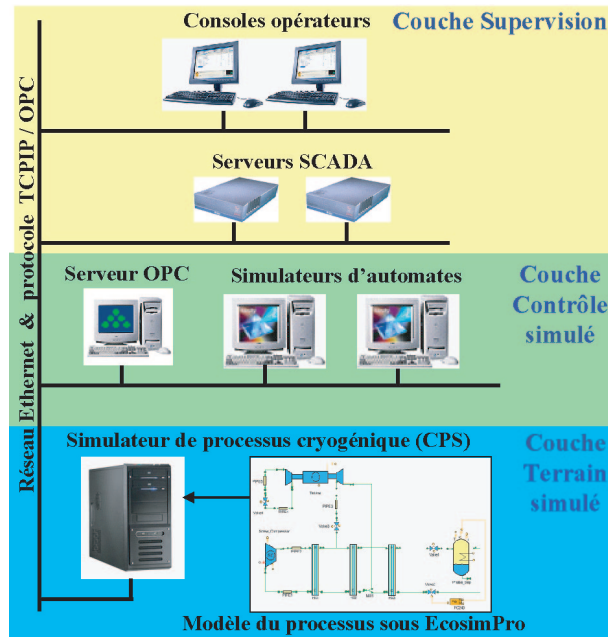 Consoles opérateurs
Couche Supervision
Serveurs SCADA
Réseau Ethernet & protocole TCPIP / OPC
Serveur OPC
Simulateurs d'automates
Couche
Contrôle
simulé
Simulateur de processus cryogénique (CPS)
Couche
Terrain
simulé
Modèle du processus sous EcosimPro